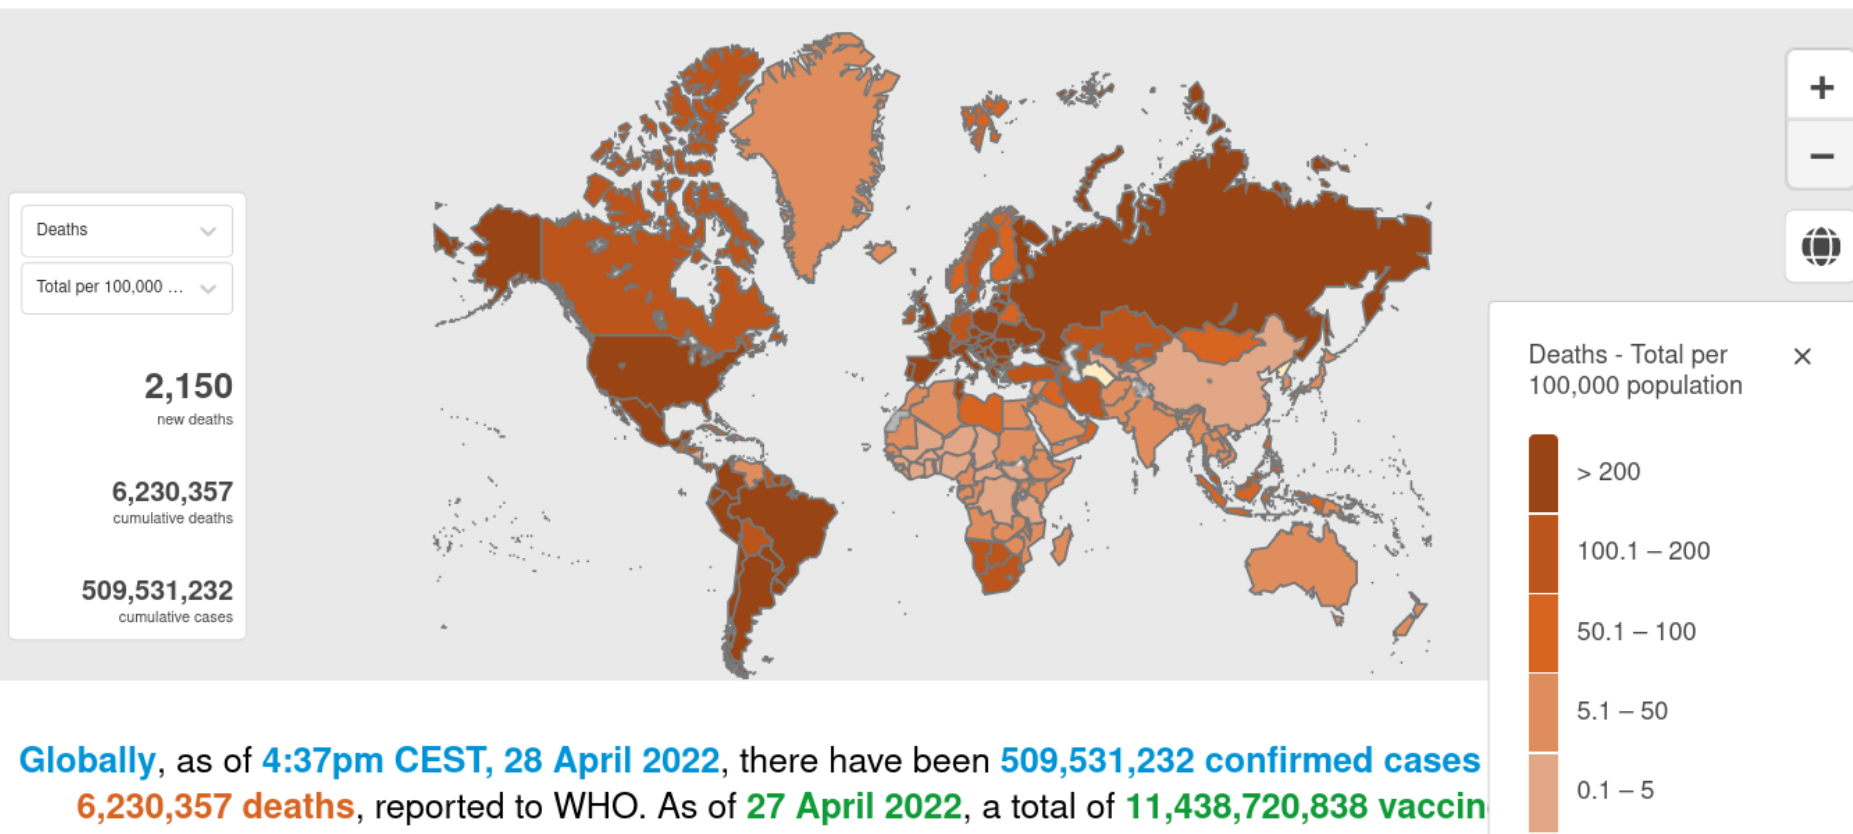 Deaths
Total per 100,000 ...
2,150
new deaths
6,230,357
cumulative deaths
509,531,232
cumulative cases
+
−
Deaths - Total per
100,000 population
×
> 200
100.1 – 200
50.1 – 100
5.1 – 50
0.1 – 5
Globally, as of 4:37pm CEST, 28 April 2022, there have been 509,531,232 confirmed cases
6,230,357 deaths, reported to WHO. As of 27 April 2022, a total of 11,438,720,838 vaccin